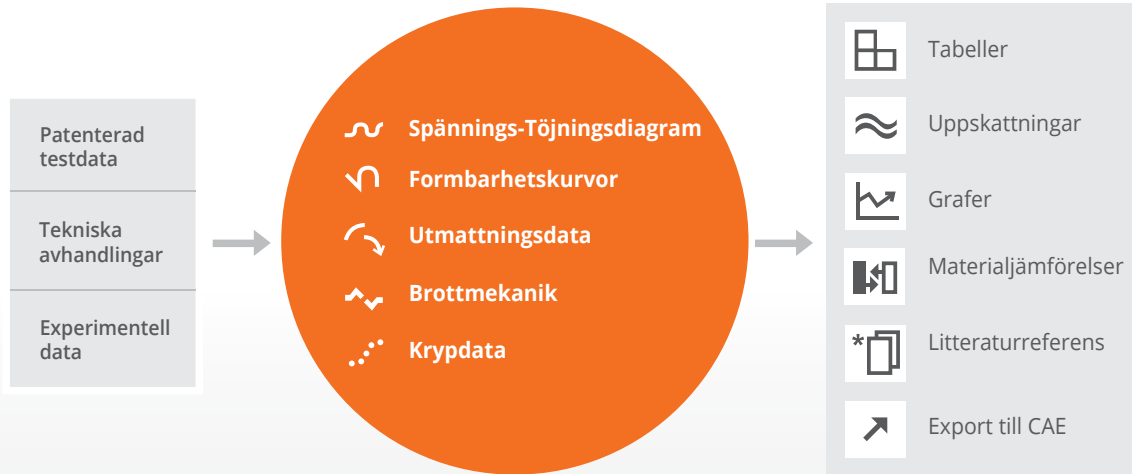 Patenterad
testdata
Tekniska
avhandlingar
Experimentell
data
Spännings-Töjningsdiagram
Formbarhetskurvor
Utmattningsdata
Brottmekanik
Krypdata
Tabeller
Uppskattningar
Grafer
Materialjämförelser
*
Litteraturreferens
Export till CAE